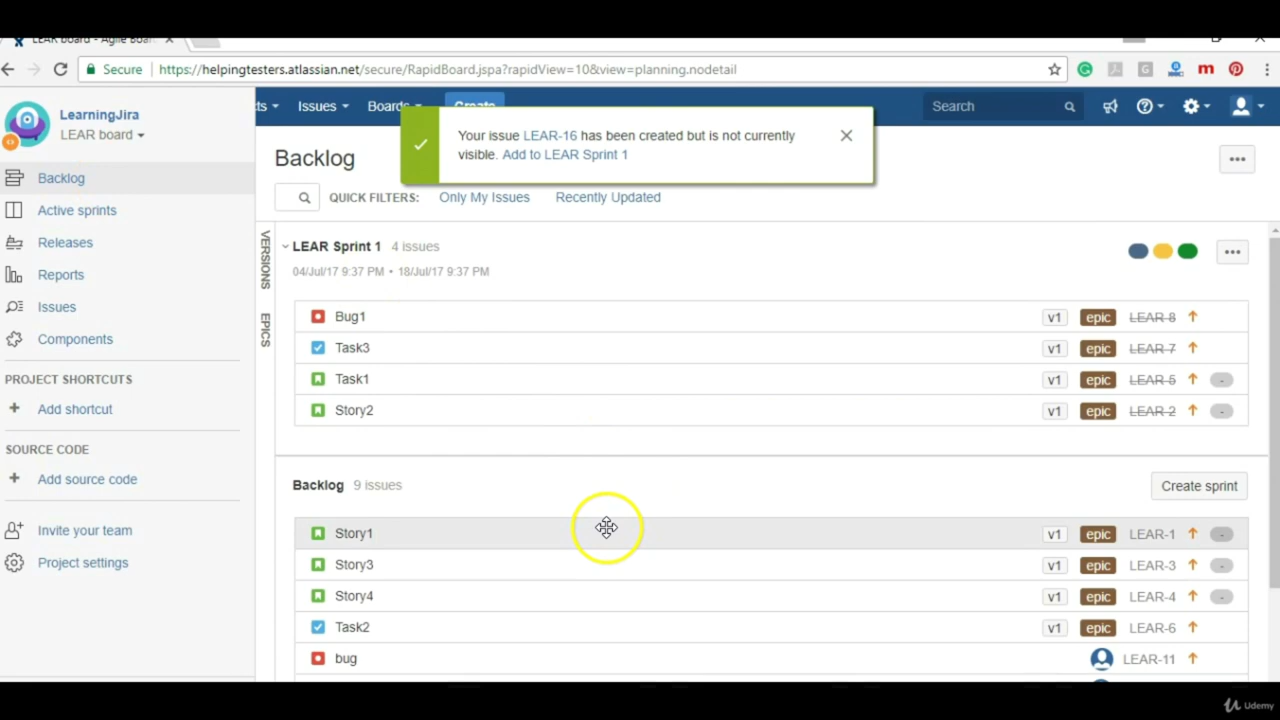 LEAR board - Agile Boar
Secure
https://helpingtesters.atlassian.net/secure/RapidBoard.jspa?rapidView=10&view=planning.nodetail
LearningJira
LEAR board
Issues
Boards
Create
Search
Your issue LEAR-16 has been created but is not currently
visible. Add to LEAR Sprint 1
Backlog
Active sprints
Releases
Reports
Issues
Components
PROJECT SHORTCUTS
Add shortcut
SOURCE CODE
Add source code
Invite your team
Project settings
Backlog
QUICK FILTERS: Only My Issues Recently Updated
VERSIONS
EPICS
LEAR Sprint 1 4 issues
04/Jul/17 9:37 PM • 18/Jul/17 9:37 PM
Bug1 v1 epic LEAR-8
Task3 v1 epic LEAR-7
Task1 v1 epic LEAR-5 -
Story2 v1 epic LEAR-2 -
Backlog 9 issues
Create sprint
Story1 v1 epic LEAR-1 -
Story3 v1 epic LEAR-3 -
Story4 v1 epic LEAR-4 -
Task2 v1 epic LEAR-6
bug LEAR-11
Udemy